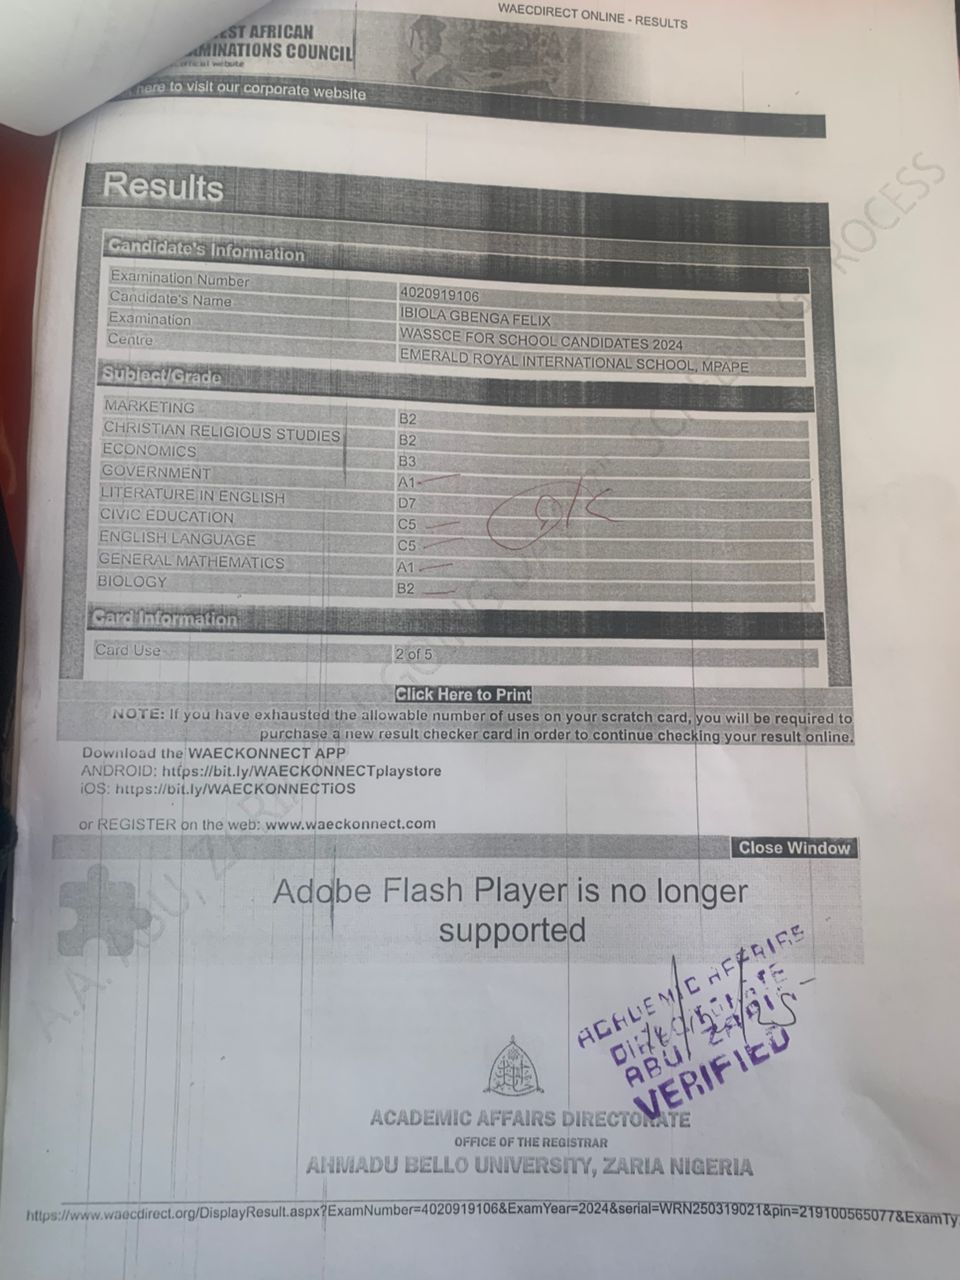 WAECDIRECT ONLINE - RESULTS
EST AFRICAN
AMINATIONS COUNCIL
website
here to visit our corporate website
Results
Candidate's Information
Examination Number 4020919106
Candidate's Name IBIOLA GBENGA FELIX
Examination WASSCE FOR SCHOOL CANDIDATES 2024
Centre EMERALD ROYAL INTERNATIONAL SCHOOL, MPAPE
Subject/Grade
MARKETING B2
CHRISTIAN RELIGIOUS STUDIES B2
ECONOMICS B3
GOVERNMENT A1
LITERATURE IN ENGLISH D7
CIVIC EDUCATION C5
ENGLISH LANGUAGE C5
GENERAL MATHEMATICS A1
BIOLOGY B2
OK
Card Information
Card Use 2 of 5
Click Here to Print
NOTE: If you have exhausted the allowable number of uses on your scratch card, you will be required to
purchase a new result checker card in order to continue checking your result online.
Download the WAECKONNECT APP
ANDROID: https://bit.ly/WAECKONNECTplaystore
iOS: https://bit.ly/WAECKONNECTiOS
or REGISTER on the web: www.waeckonnect.com
Close Window
Adobe Flash Player is no longer
supported
ACADEMIC AFFAIRS
DIRECTORATE
ABU ZARIA
VERIFIED
ACADEMIC AFFAIRS DIRECTORATE
OFFICE OF THE REGISTRAR
AHMADU BELLO UNIVERSITY, ZARIA NIGERIA
https://www.waecdirect.org/DisplayResult.aspx?ExamNumber=4020919106&ExamYear=2024&serial=WRN250319021&pin=219100565077&ExamTy